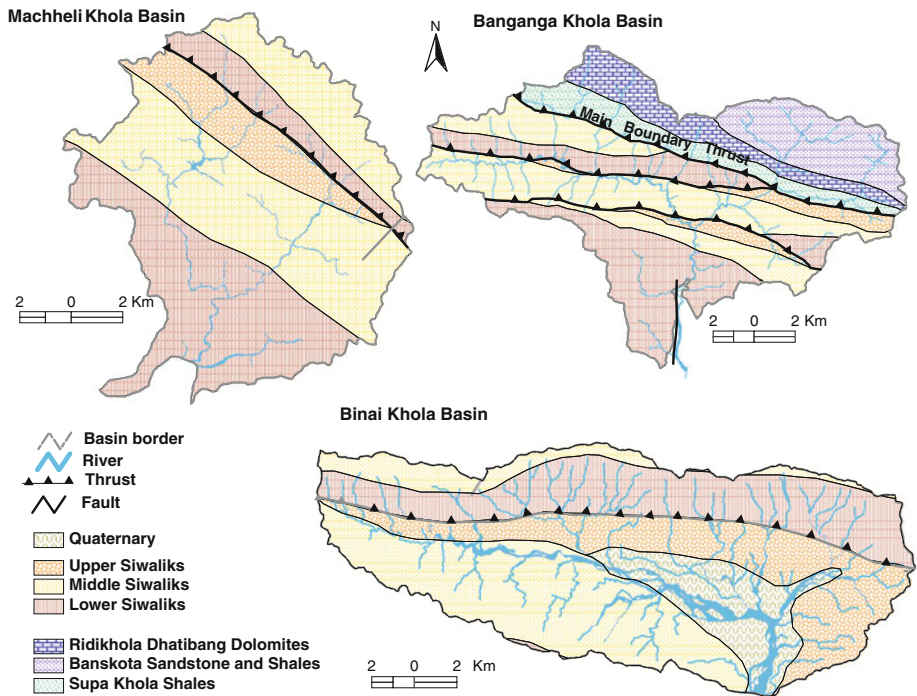 Machheli Khola Basin
Banganga Khola Basin
N
Main Boundary Thrust
2 0 2 Km
2 0 2 Km
Binai Khola Basin
Basin border
River
Thrust
Fault
Quaternary
Upper Siwaliks
Middle Siwaliks
Lower Siwaliks
Ridikhola Dhatibang Dolomites
Banskota Sandstone and Shales
Supa Khola Shales
2 0 2 Km